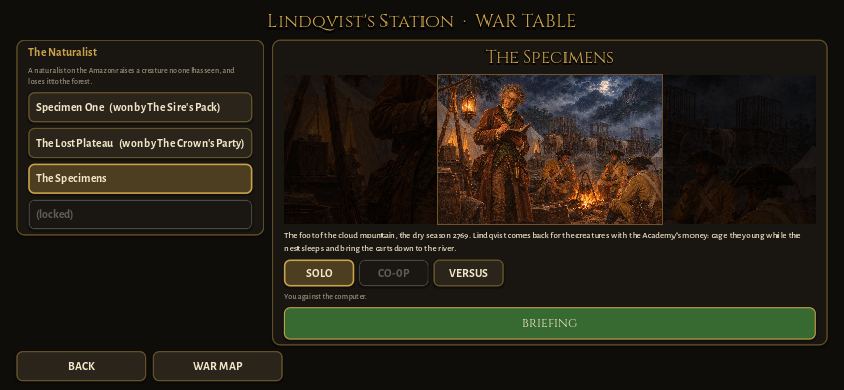 LINDQVIST'S STATION · WAR TABLE
The Naturalist
A naturalist on the Amazon raises a creature no one has seen, and
loses it to the forest.
Specimen One (won by The Sire's Pack)
The Lost Plateau (won by The Crown's Party)
The Specimens
(locked)
BACK
WAR MAP
THE SPECIMENS
The foot of the cloud mountain, the dry season 2769. Lindqvist comes back for the creatures with the Academy's money: cage the young while the
nest sleeps and bring the carts down to the river.
SOLO
CO-OP
VERSUS
You against the computer.
BRIEFING